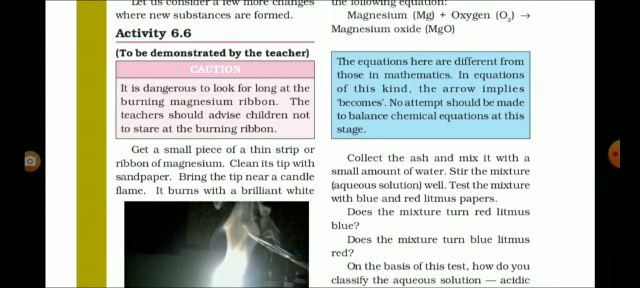 Let us consider a few more changes
where new substances are formed.
Activity 6.6
(To be demonstrated by the teacher)
CAUTION
It is dangerous to look for long at the
burning magnesium ribbon. The
teachers should advise children not
to stare at the burning ribbon.
Get a small piece of a thin strip or
ribbon of magnesium. Clean its tip with
sandpaper. Bring the tip near a candle
flame. It burns with a brilliant white
the following equation:
Magnesium (Mg) + Oxygen (O₂) →
Magnesium oxide (MgO)
The equations here are different from
those in mathematics. In equations
of this kind, the arrow implies
'becomes'. No attempt should be made
to balance chemical equations at this
stage.
Collect the ash and mix it with a
small amount of water. Stir the mixture
(aqueous solution) well. Test the mixture
with blue and red litmus papers.
Does the mixture turn red litmus
blue?
Does the mixture turn blue litmus
red?
On the basis of this test, how do you
classify the aqueous solution — acidic